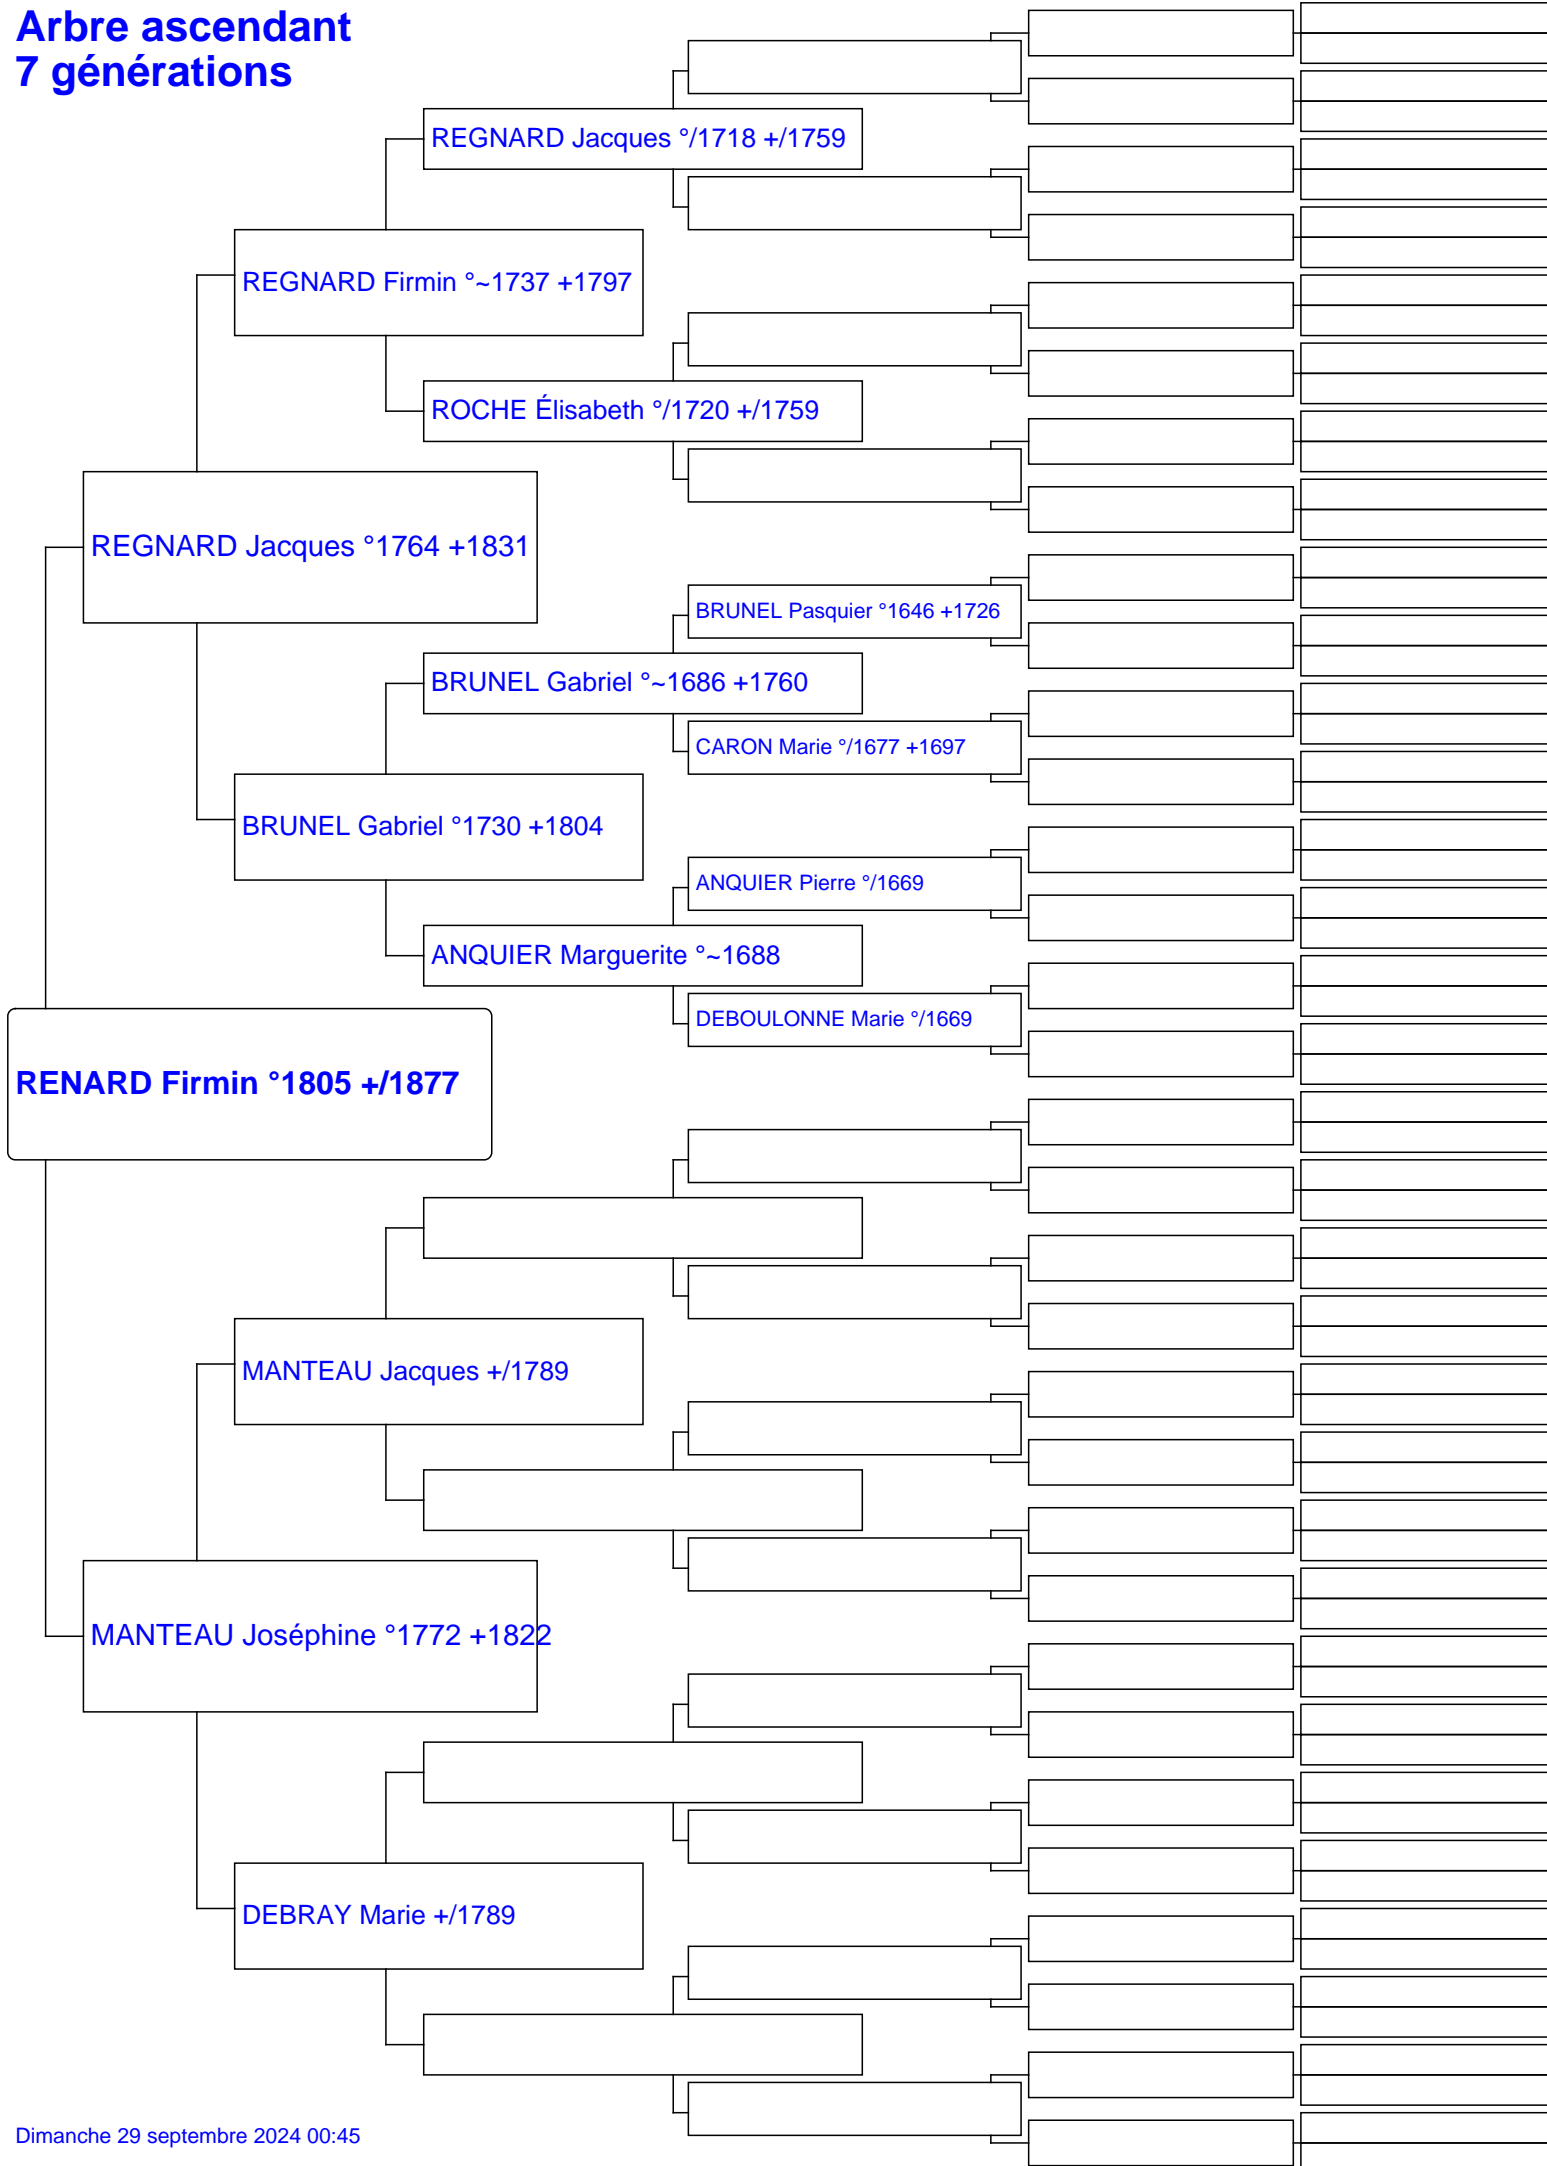 Arbre ascendant
7 générations
REGNARD Jacques °/1718 +/1759
REGNARD Firmin °~1737 +1797
ROCHE Élisabeth °/1720 +/1759
REGNARD Jacques °1764 +1831
BRUNEL Pasquier °1646 +1726
BRUNEL Gabriel °~1686 +1760
CARON Marie °/1677 +1697
BRUNEL Gabriel °1730 +1804
ANQUIER Pierre °/1669
ANQUIER Marguerite °~1688
DEBOULONNE Marie °/1669
RENARD Firmin °1805 +/1877
MANTEAU Jacques +/1789
MANTEAU Joséphine °1772 +1822
DEBRAY Marie +/1789
Dimanche 29 septembre 2024 00:45